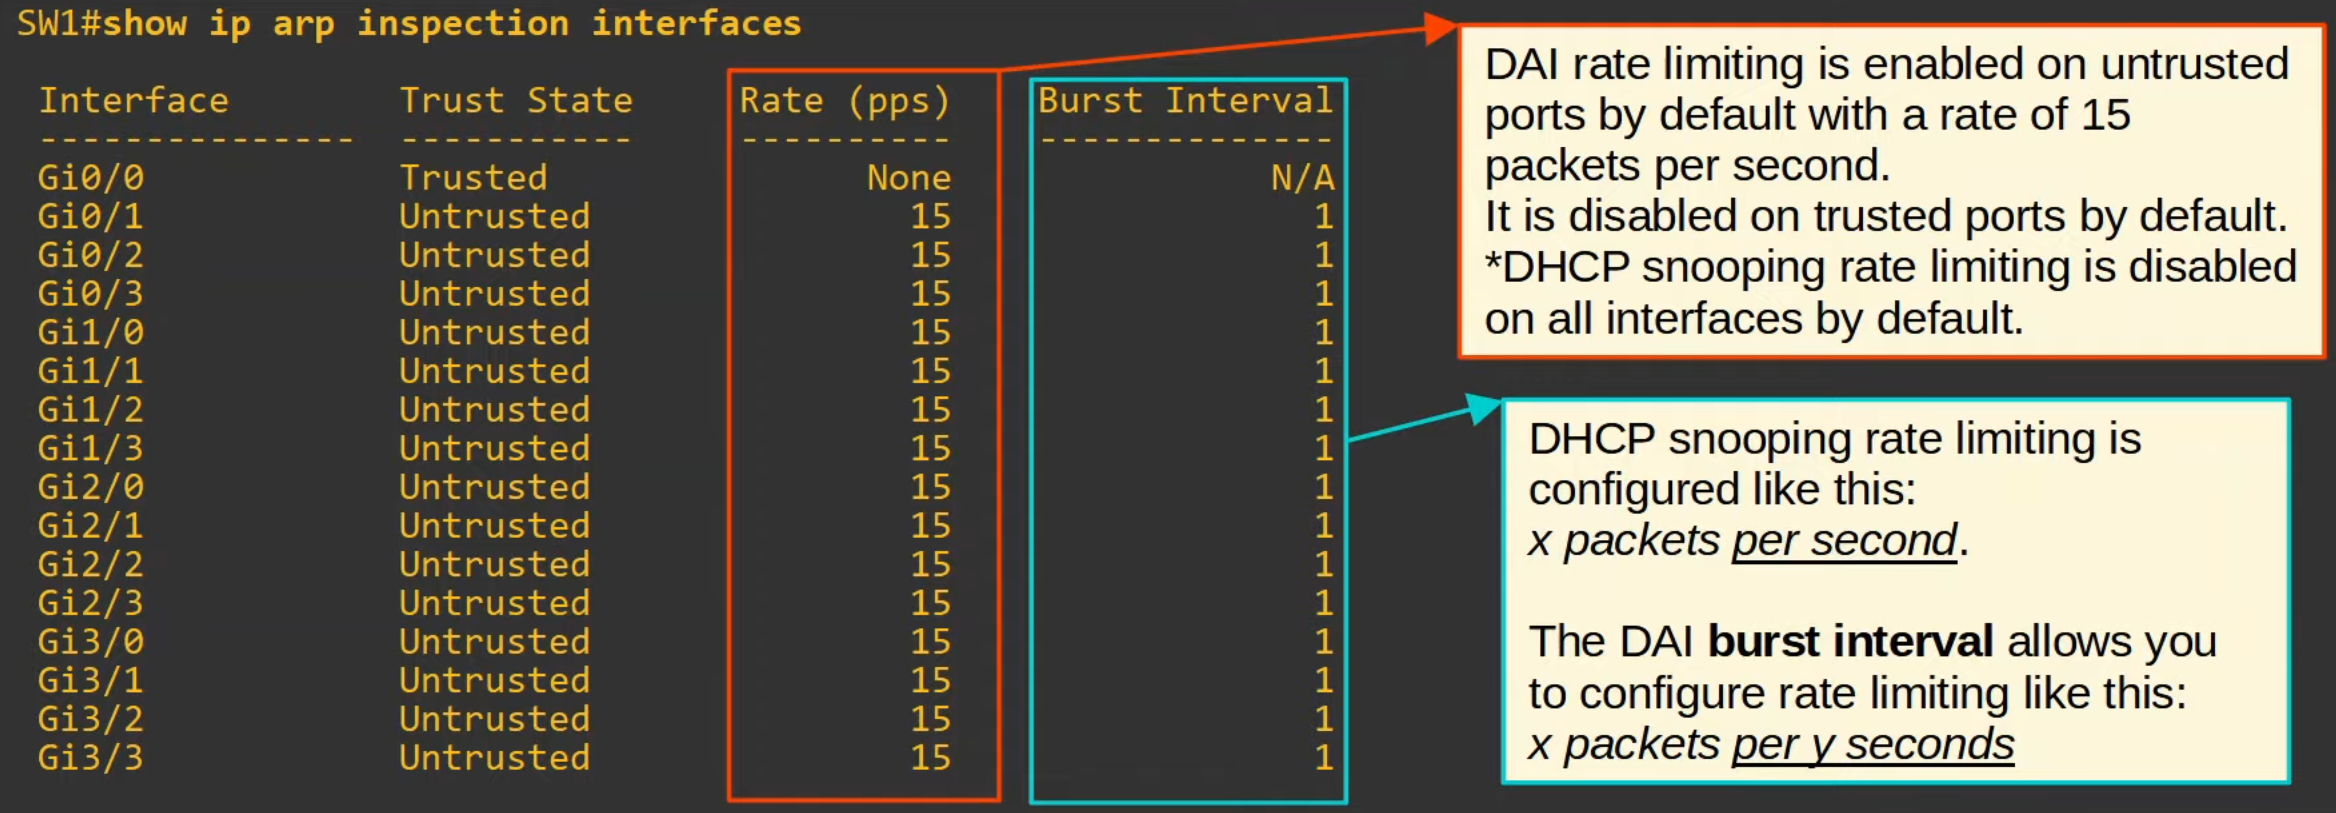 SW1#show ip arp inspection interfaces
Interface Trust State Rate (pps) Burst Interval
--------------- ----------- ---------- --------------
Gi0/0 Trusted None N/A
Gi0/1 Untrusted 15 1
Gi0/2 Untrusted 15 1
Gi0/3 Untrusted 15 1
Gi1/0 Untrusted 15 1
Gi1/1 Untrusted 15 1
Gi1/2 Untrusted 15 1
Gi1/3 Untrusted 15 1
Gi2/0 Untrusted 15 1
Gi2/1 Untrusted 15 1
Gi2/2 Untrusted 15 1
Gi2/3 Untrusted 15 1
Gi3/0 Untrusted 15 1
Gi3/1 Untrusted 15 1
Gi3/2 Untrusted 15 1
Gi3/3 Untrusted 15 1
DAI rate limiting is enabled on untrusted
ports by default with a rate of 15
packets per second.
It is disabled on trusted ports by default.
*DHCP snooping rate limiting is disabled
on all interfaces by default.
DHCP snooping rate limiting is
configured like this:
x packets per second.
The DAI burst interval allows you
to configure rate limiting like this:
x packets per y seconds